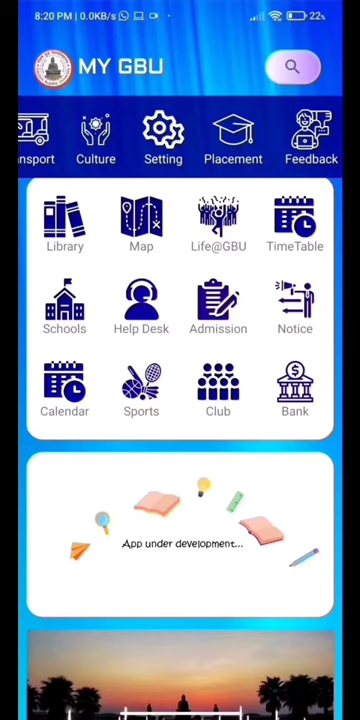 8:20 PM | 0.0KB/s
22%
MY GBU
nsport Culture Setting Placement Feedback
Library Map Life@GBU TimeTable
Schools Help Desk Admission Notice
Calendar Sports Club Bank
App under development...